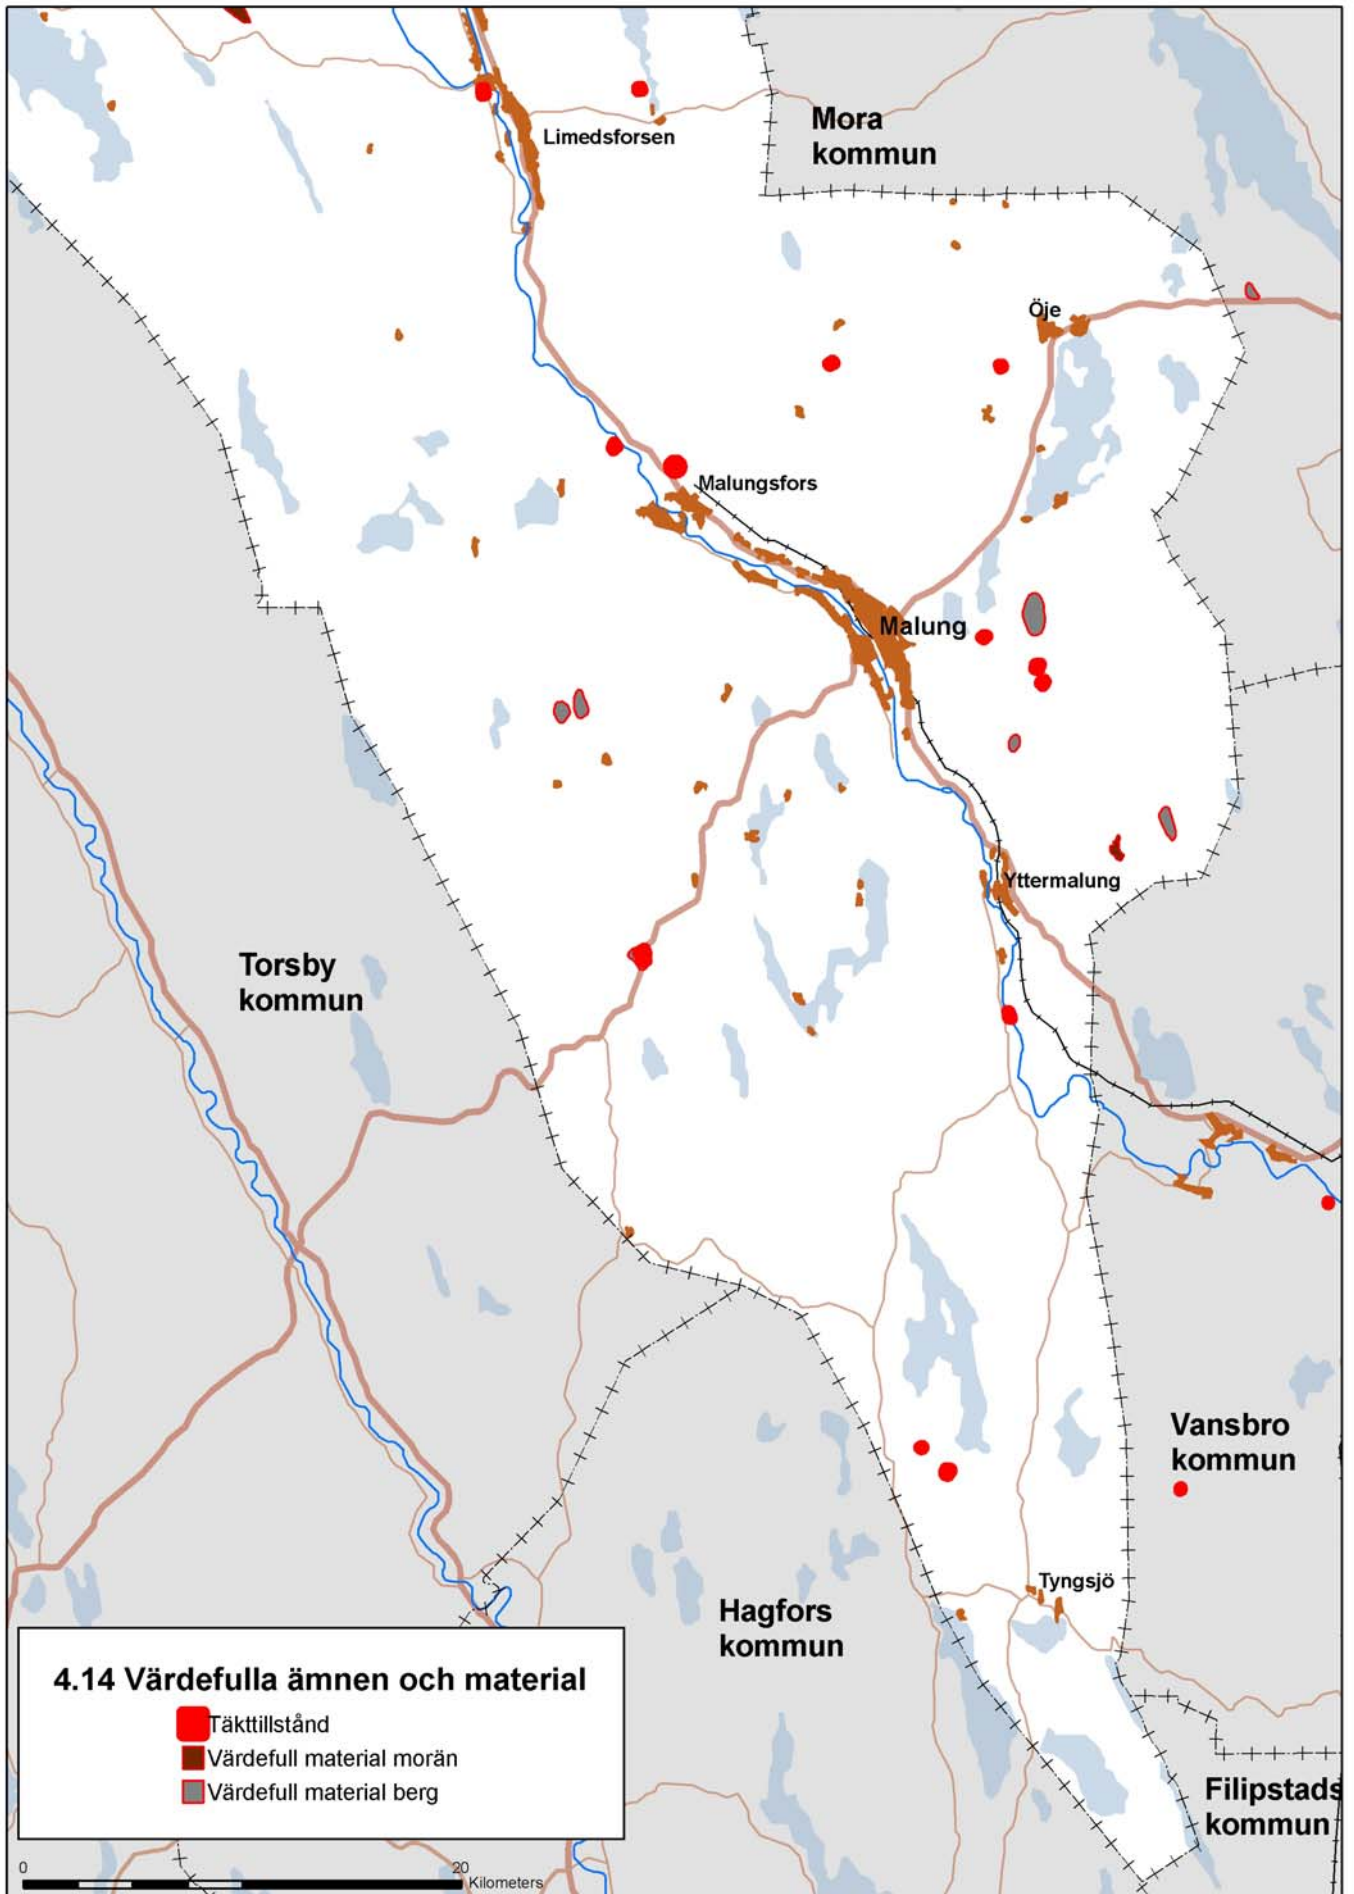 Mora
kommun
Limedsforsen
Öje
Malungsfors
Malung
Yttermalung
Torsby
kommun
Vansbro
kommun
Tyngsjö
Hagfors
kommun
Filipstads
kommun
4.14 Värdefulla ämnen och material
Täkttillstånd
Värdefull material morän
Värdefull material berg
0 20
Kilometers